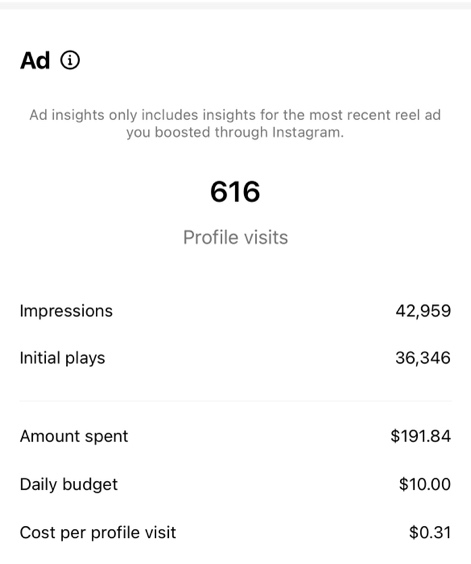 Ad
Ad insights only includes insights for the most recent reel ad
you boosted through Instagram.
616
Profile visits
Impressions 42,959
Initial plays 36,346
Amount spent $191.84
Daily budget $10.00
Cost per profile visit $0.31